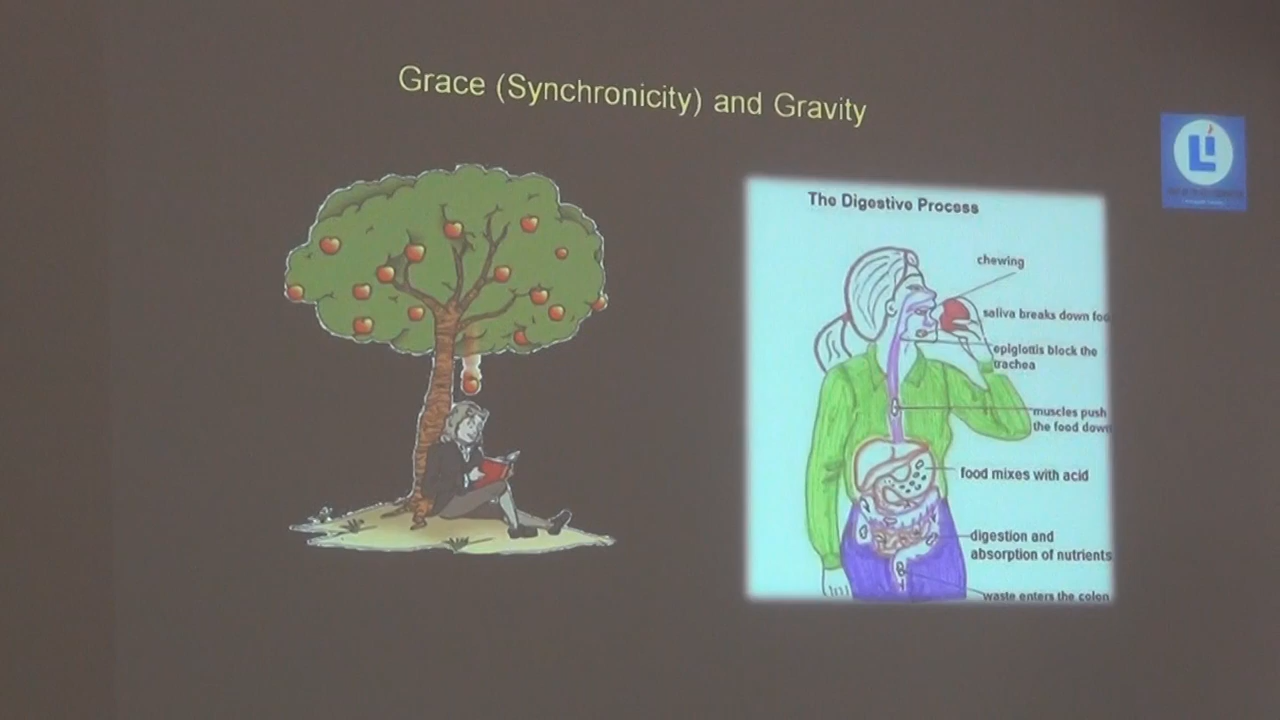 Grace (Synchronicity) and Gravity
Li
The Digestive Process
chewing
saliva breaks down foo
epiglottis block the
trachea
muscles push
the food down
food mixes with acid
digestion and
absorption of nutrients
waste enters the colon